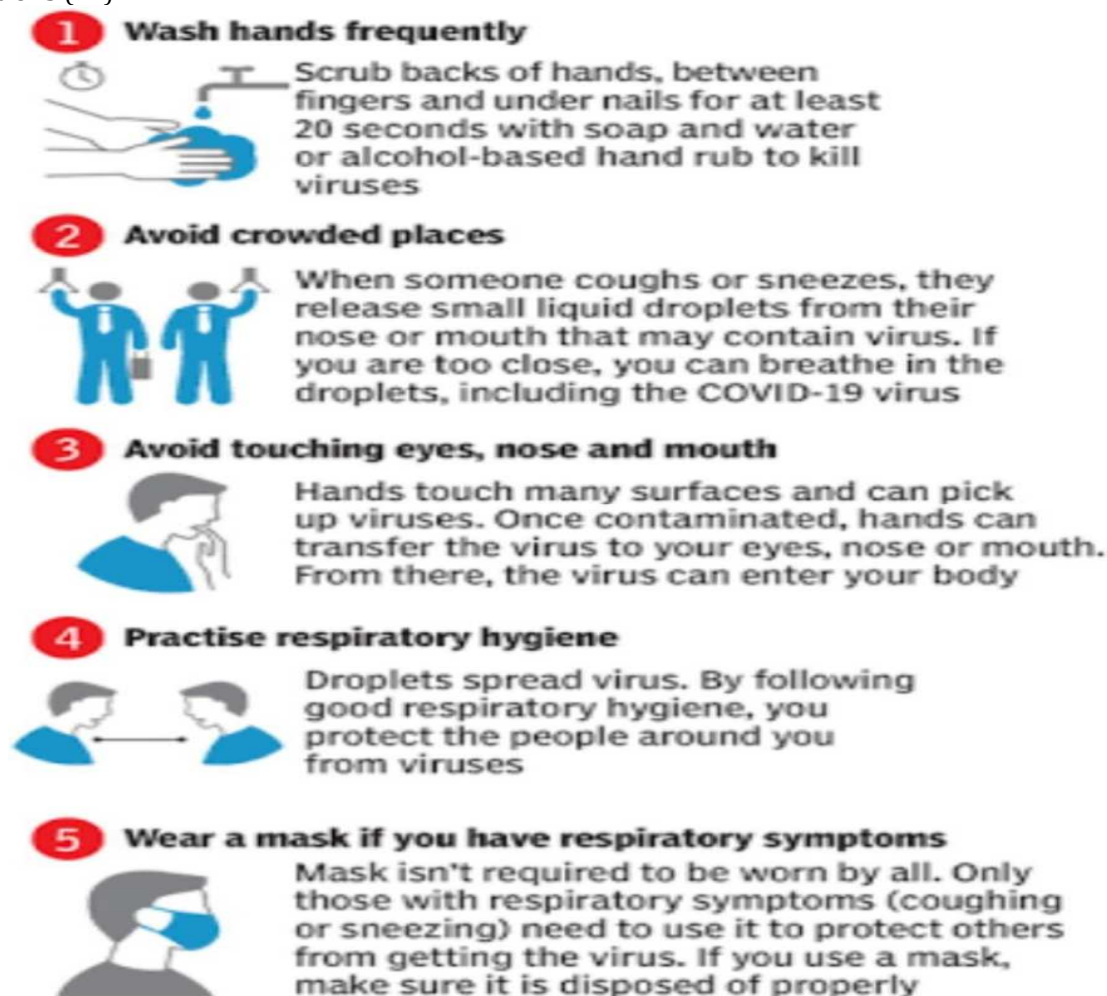 1 Wash hands frequently
Scrub backs of hands, between
fingers and under nails for at least
20 seconds with soap and water
or alcohol-based hand rub to kill
viruses
2 Avoid crowded places
When someone coughs or sneezes, they
release small liquid droplets from their
nose or mouth that may contain virus. If
you are too close, you can breathe in the
droplets, including the COVID-19 virus
3 Avoid touching eyes, nose and mouth
Hands touch many surfaces and can pick
up viruses. Once contaminated, hands can
transfer the virus to your eyes, nose or mouth.
From there, the virus can enter your body
4 Practise respiratory hygiene
Droplets spread virus. By following
good respiratory hygiene, you
protect the people around you
from viruses
5 Wear a mask if you have respiratory symptoms
Mask isn't required to be worn by all. Only
those with respiratory symptoms (coughing
or sneezing) need to use it to protect others
from getting the virus. If you use a mask,
make sure it is disposed of properly